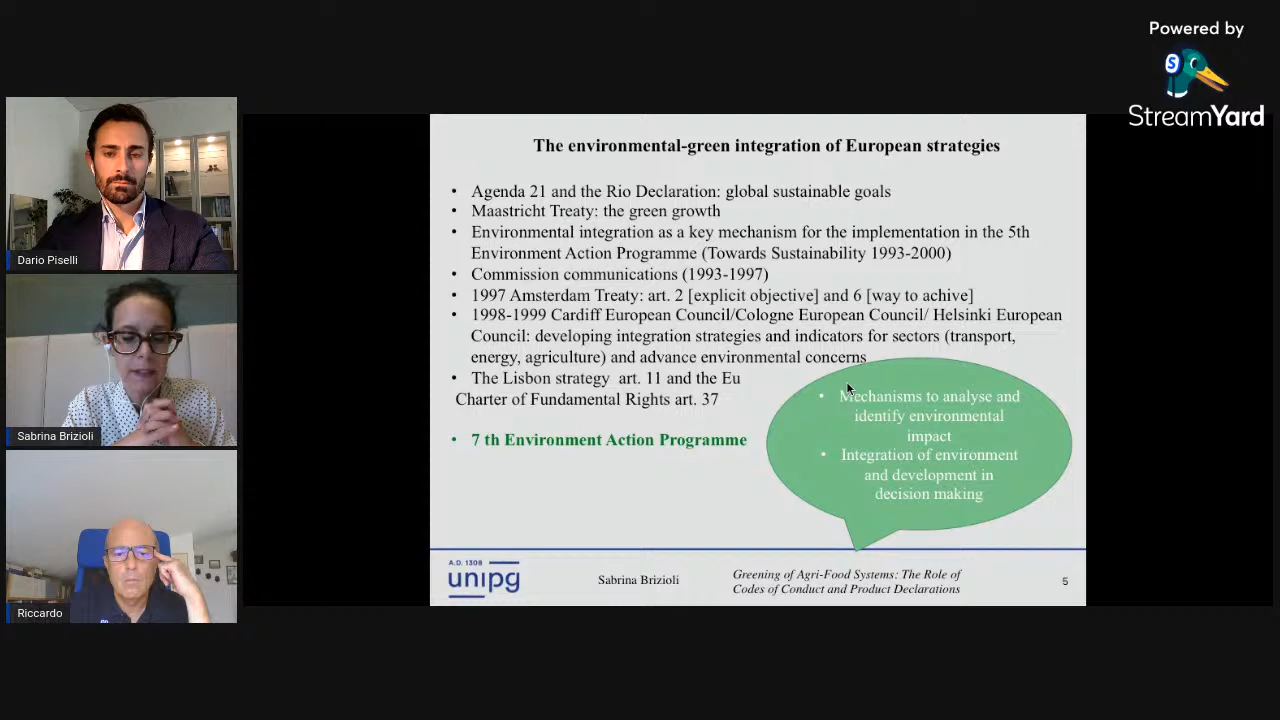 Powered by
StreamYard
Dario Piselli
Sabrina Brizioli
Riccardo
The environmental-green integration of European strategies
• Agenda 21 and the Rio Declaration: global sustainable goals
• Maastricht Treaty: the green growth
• Environmental integration as a key mechanism for the implementation in the 5th
Environment Action Programme (Towards Sustainability 1993-2000)
• Commission communications (1993-1997)
• 1997 Amsterdam Treaty: art. 2 [explicit objective] and 6 [way to achive]
• 1998-1999 Cardiff European Council/Cologne European Council/ Helsinki European
Council: developing integration strategies and indicators for sectors (transport,
energy, agriculture) and advance environmental concerns
• The Lisbon strategy art. 11 and the Eu
Charter of Fundamental Rights art. 37
• 7 th Environment Action Programme
• Mechanisms to analyse and
identify environmental
impact
• Integration of environment
and development in
decision making
A.D. 1308
unipg
Sabrina Brizioli
Greening of Agri-Food Systems: The Role of
Codes of Conduct and Product Declarations
5